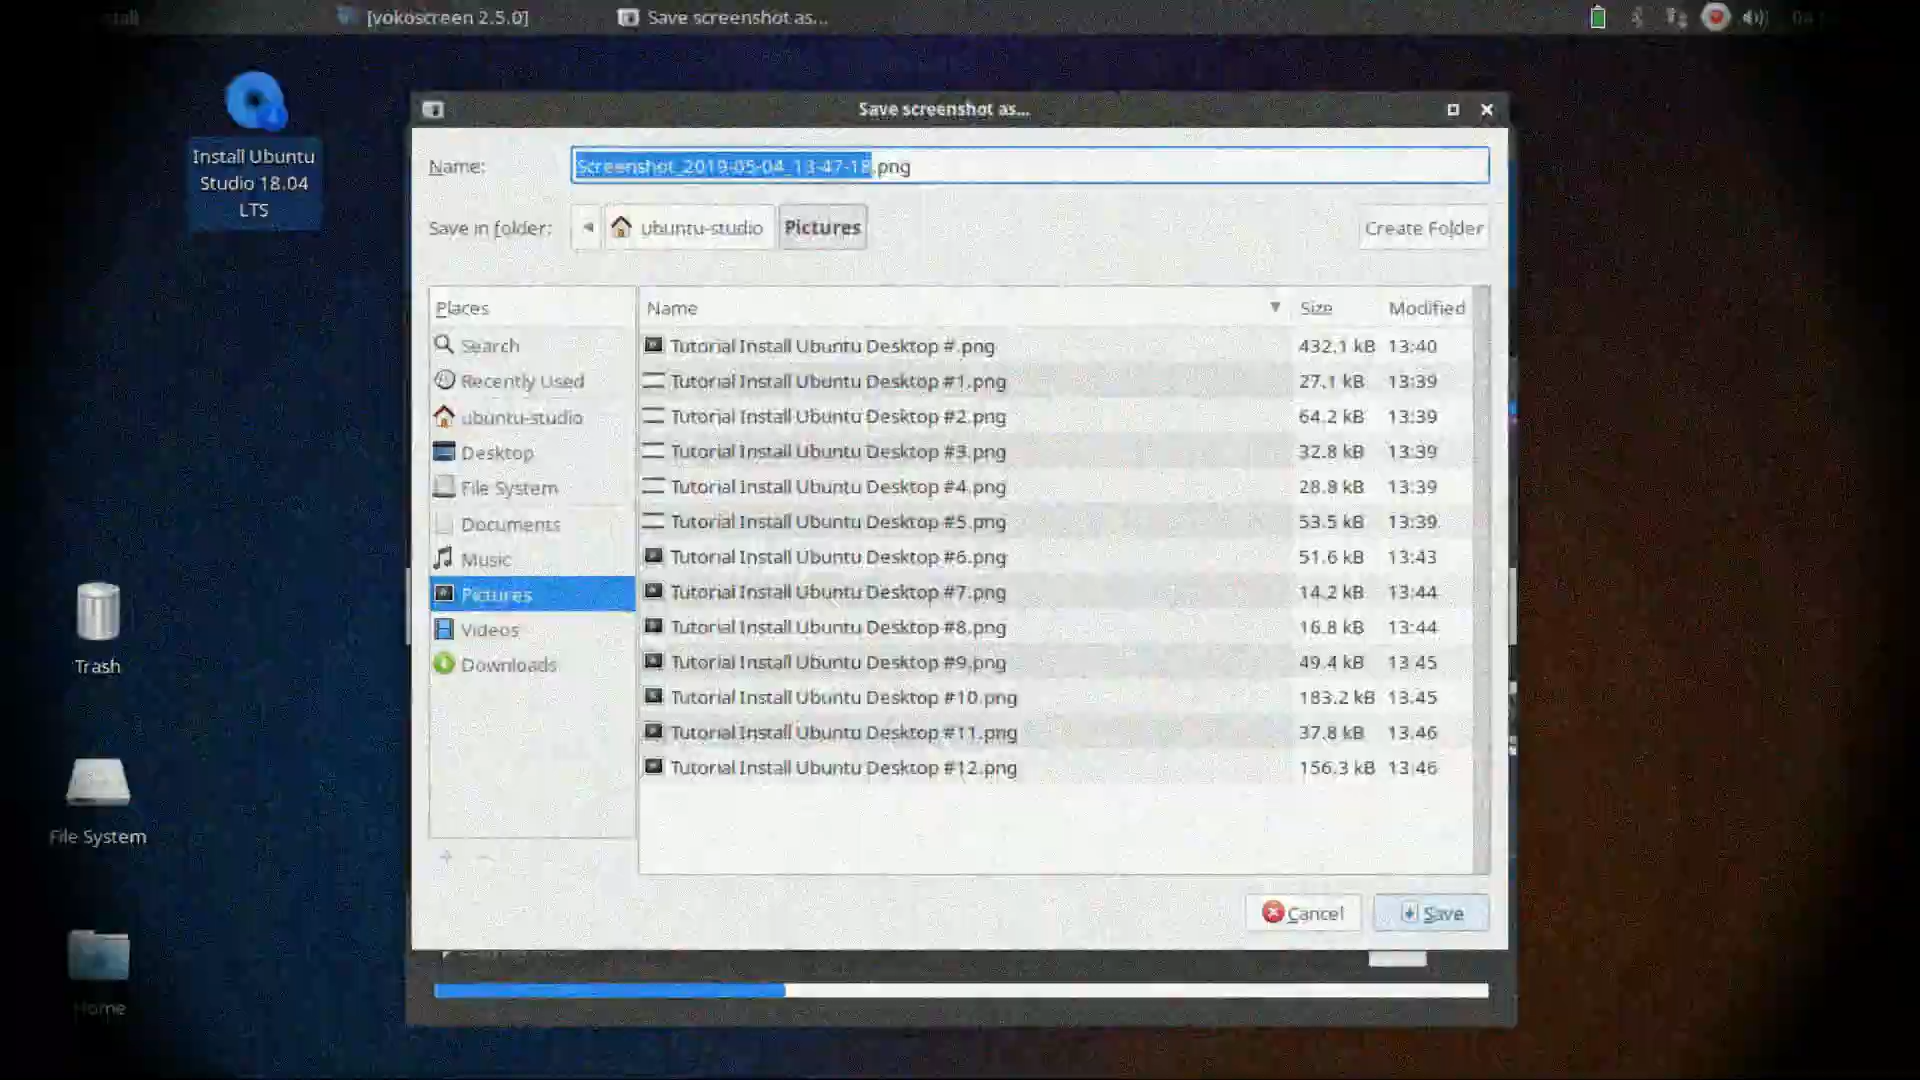 [vokoscreen 2.5.0]
Save screenshot as...
Install Ubuntu
Studio 18.04
LTS
Trash
File System
Home
Save screenshot as...
Name:
Screenshot_2019-05-04_13-47-18.png
Save in folder:
ubuntu-studio
Pictures
Create Folder
Places
Search
Recently Used
ubuntu-studio
Desktop
File System
Documents
Music
Pictures
Videos
Downloads
Name Size Modified
Tutorial Install Ubuntu Desktop #.png 432.1 kB 13:40
Tutorial Install Ubuntu Desktop #1.png 27.1 kB 13:39
Tutorial Install Ubuntu Desktop #2.png 64.2 kB 13:39
Tutorial Install Ubuntu Desktop #3.png 32.8 kB 13:39
Tutorial Install Ubuntu Desktop #4.png 28.8 kB 13:39
Tutorial Install Ubuntu Desktop #5.png 53.5 kB 13:39
Tutorial Install Ubuntu Desktop #6.png 51.6 kB 13:43
Tutorial Install Ubuntu Desktop #7.png 14.2 kB 13:44
Tutorial Install Ubuntu Desktop #8.png 16.8 kB 13:44
Tutorial Install Ubuntu Desktop #9.png 49.4 kB 13:45
Tutorial Install Ubuntu Desktop #10.png 183.2 kB 13:45
Tutorial Install Ubuntu Desktop #11.png 37.8 kB 13:46
Tutorial Install Ubuntu Desktop #12.png 156.3 kB 13:46
Cancel
Save